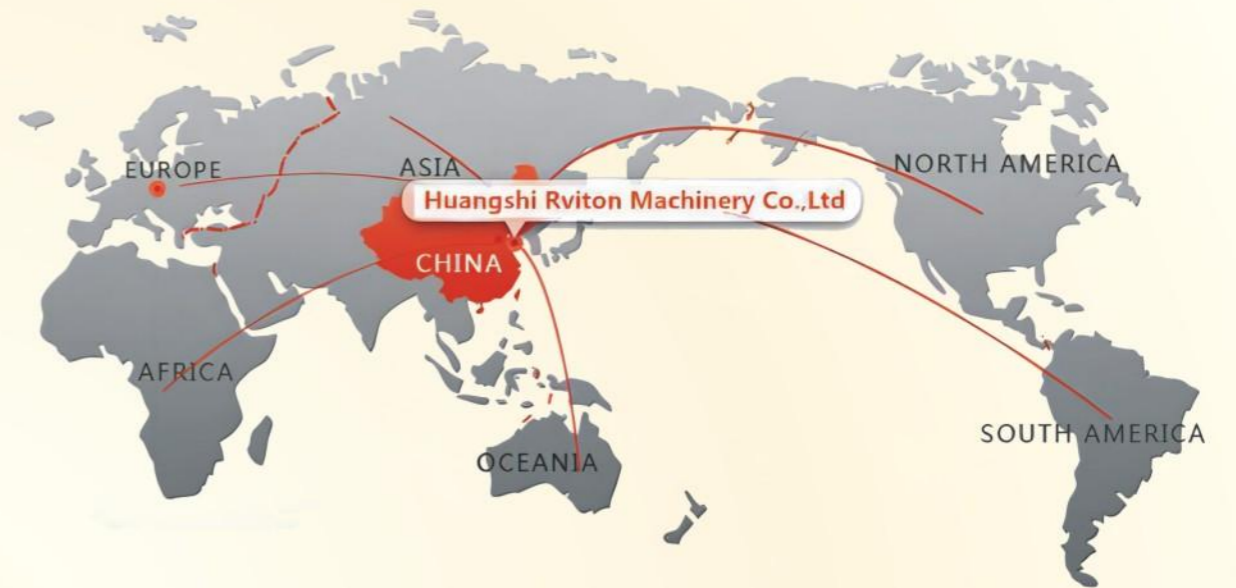 EUROPE
ASIA
NORTH AMERICA
Huangshi Rviton Machinery Co.,Ltd
CHINA
AFRICA
SOUTH AMERICA
OCEANIA